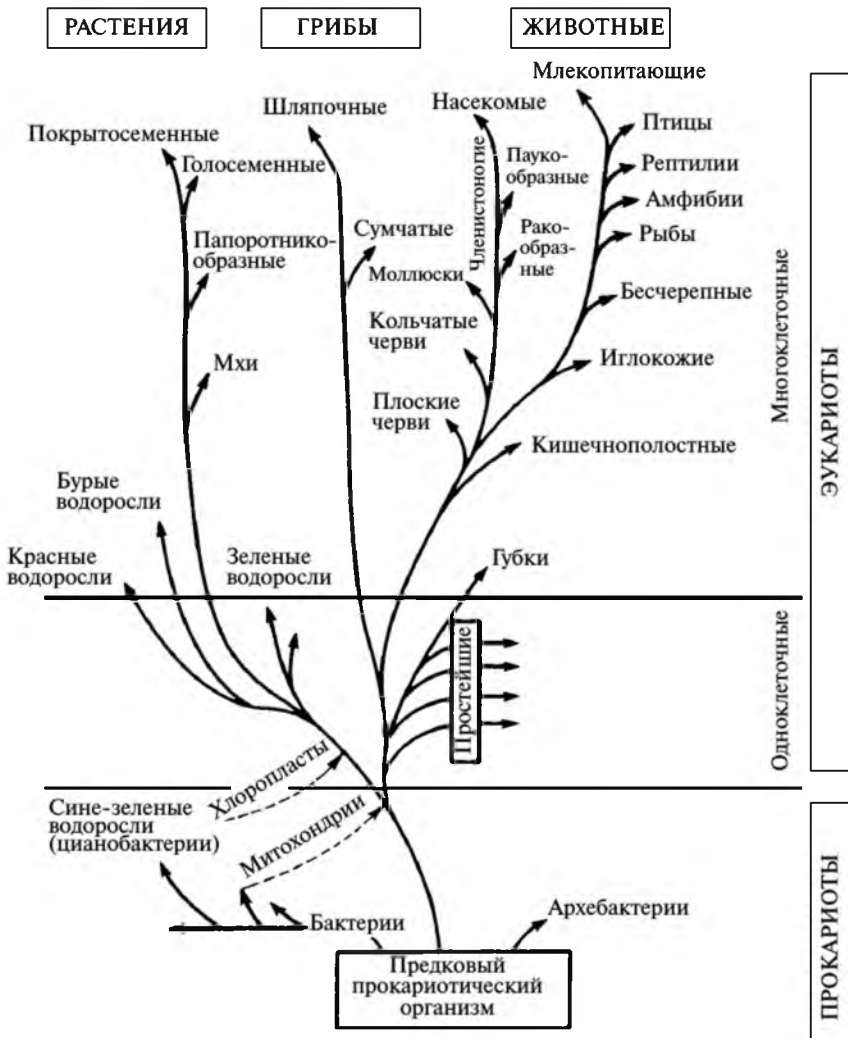 РАСТЕНИЯ
ГРИБЫ
ЖИВОТНЫЕ
Млекопитающие
Шляпочные
Насекомые
Птицы
Покрытосеменные
Голосеменные
Членистоногие
Пауко-
образные
Рептилии
Амфибии
Рыбы
Папоротнико-
образные
Сумчатые
Моллюски
Рако-
образ-
ные
Бесчерепные
Кольчатые
черви
Мхи
Иглокожие
Плоские
черви
Кишечнополостные
Многоклеточные
ЭУКАРИОТЫ
Бурые
водоросли
Красные
водоросли
Зеленые
водоросли
Губки
Простейшие
Одноклеточные
Хлоропласты
Сине-зеленые
водоросли
(цианобактерии)
Митохондрии
Бактерии
Архебактерии
Предковый
прокариотический
организм
ПРОКАРИОТЫ